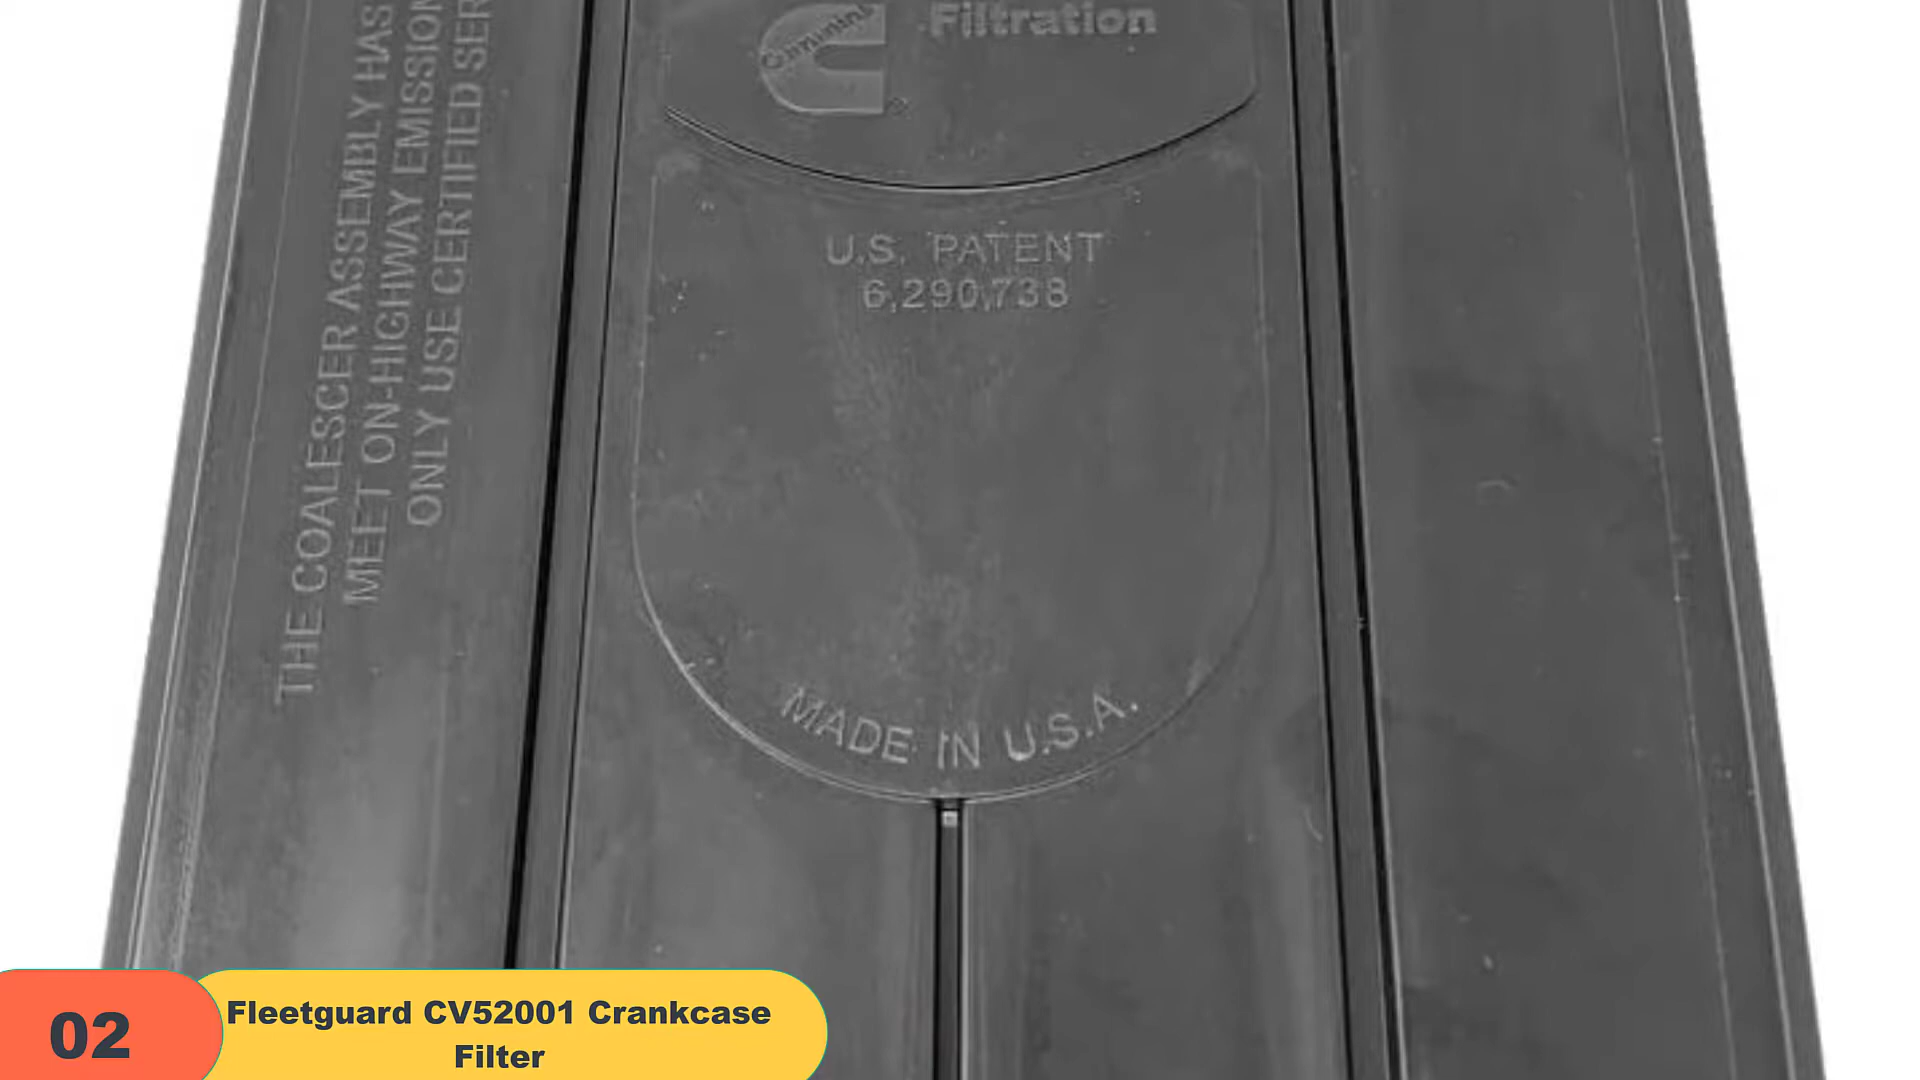 Cummins
Filtration
THE COALESCER ASSEMBLY HAS
MEET ON-HIGHWAY EMISSION
ONLY USE CERTIFIED SER
U.S. PATENT
6,290,738
MADE IN U.S.A.
02
Fleetguard CV52001 Crankcase
Filter